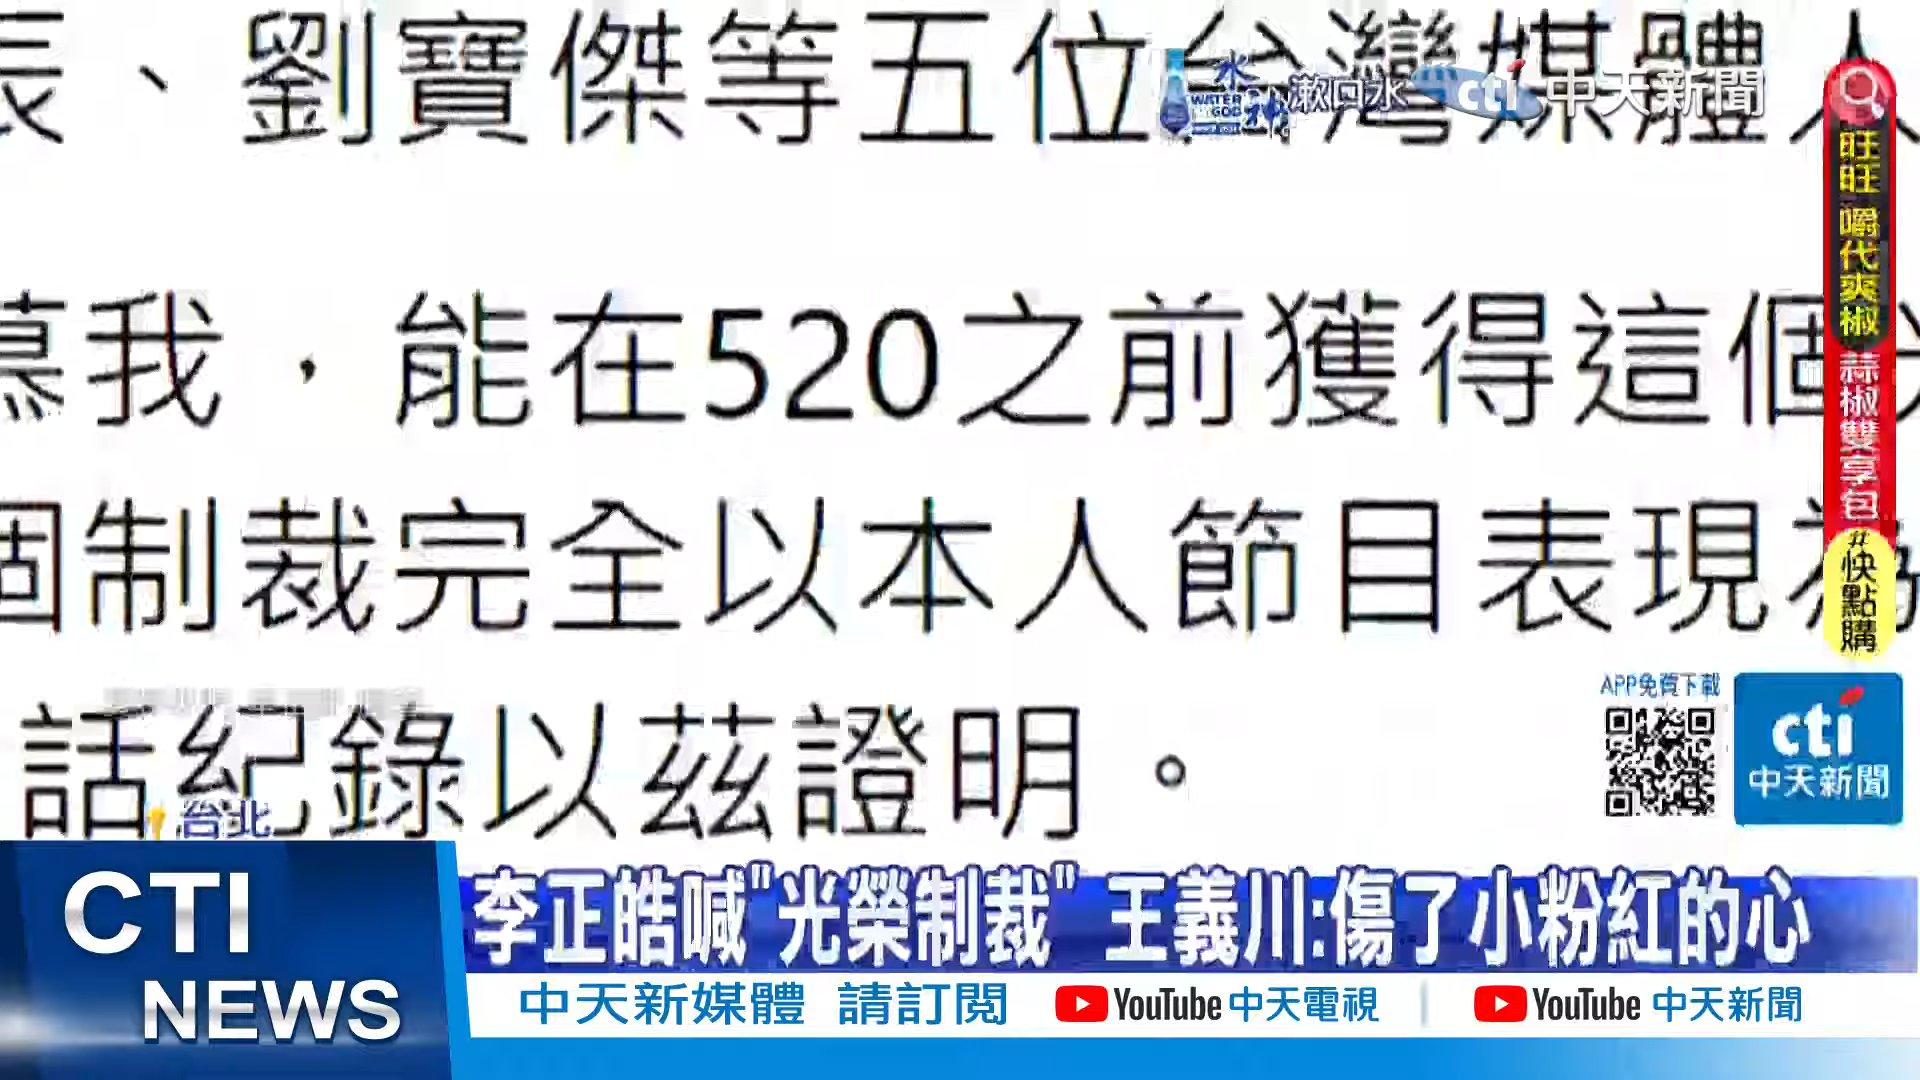 長、劉寶傑等五位台灣媒體人
慕我，能在520之前獲得這個
個制裁完全以本人節目表現為
話紀錄以茲證明。
水神 WATER GOD 漱口水
cti 中天新聞
旺旺 嚼代爽椒 蒜椒雙享包 #快點購
APP免費下載
cti
中天新聞
台北
CTI NEWS
李正皓喊"光榮制裁" 王義川:傷了小粉紅的心
中天新媒體 請訂閱 YouTube 中天電視 | YouTube 中天新聞